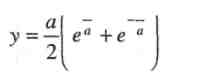 y = a/2 ( e^{‾/a} + e^{‾/a} )